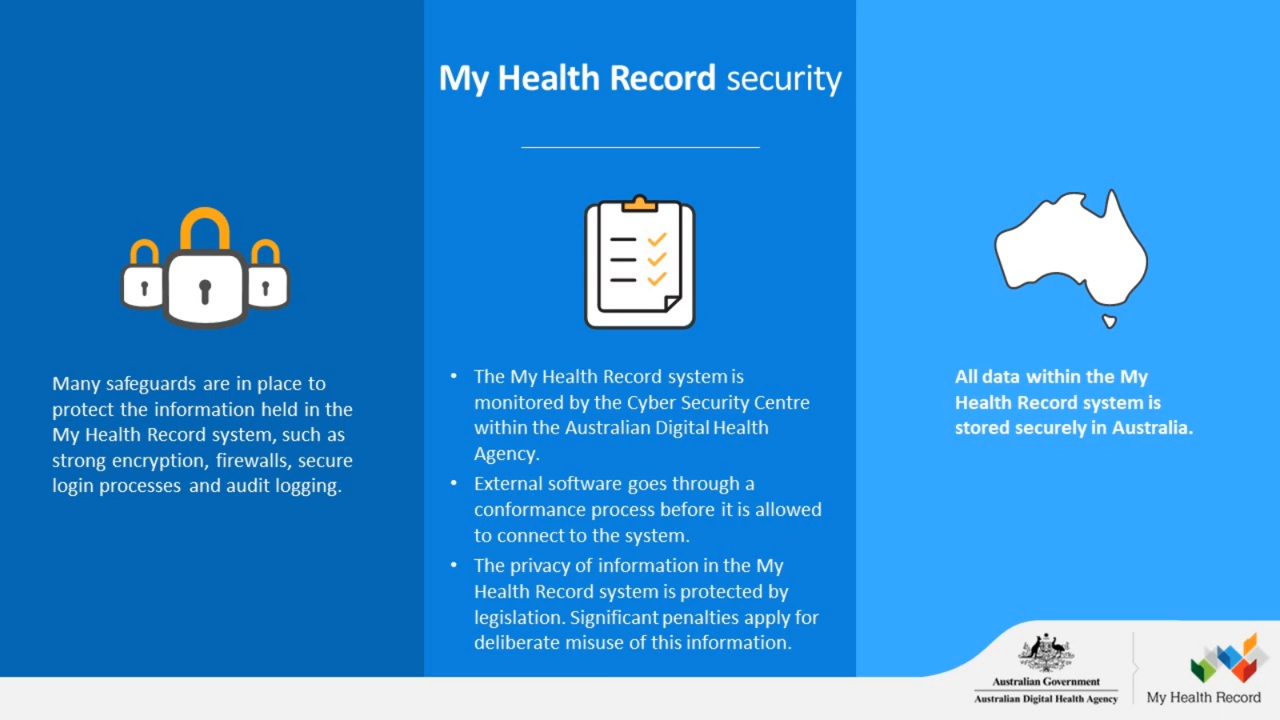 My Health Record security
Many safeguards are in place to
protect the information held in the
My Health Record system, such as
strong encryption, firewalls, secure
login processes and audit logging.
• The My Health Record system is
monitored by the Cyber Security Centre
within the Australian Digital Health
Agency.
• External software goes through a
conformance process before it is allowed
to connect to the system.
• The privacy of information in the My
Health Record system is protected by
legislation. Significant penalties apply for
deliberate misuse of this information.
All data within the My
Health Record system is
stored securely in Australia.
Australian Government
Australian Digital Health Agency
My Health Record